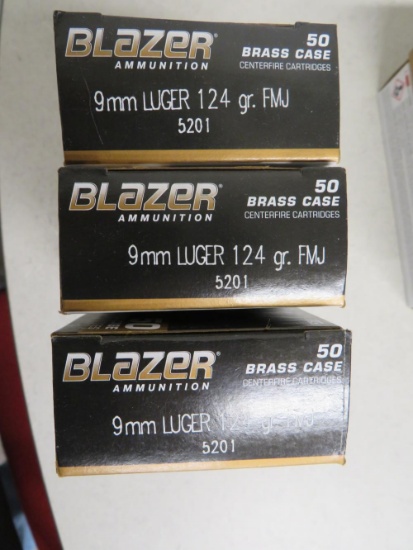 BLAZER 50
AMMUNITION BRASS CASE
CENTERFIRE CARTRIDGES
9mm LUGER 124 gr. FMJ
5201
BLAZER 50
AMMUNITION BRASS CASE
CENTERFIRE CARTRIDGES
9mm LUGER 124 gr. FMJ
5201
BLAZER 50
AMMUNITION BRASS CASE
CENTERFIRE CARTRIDGES
9mm LUGER
5201